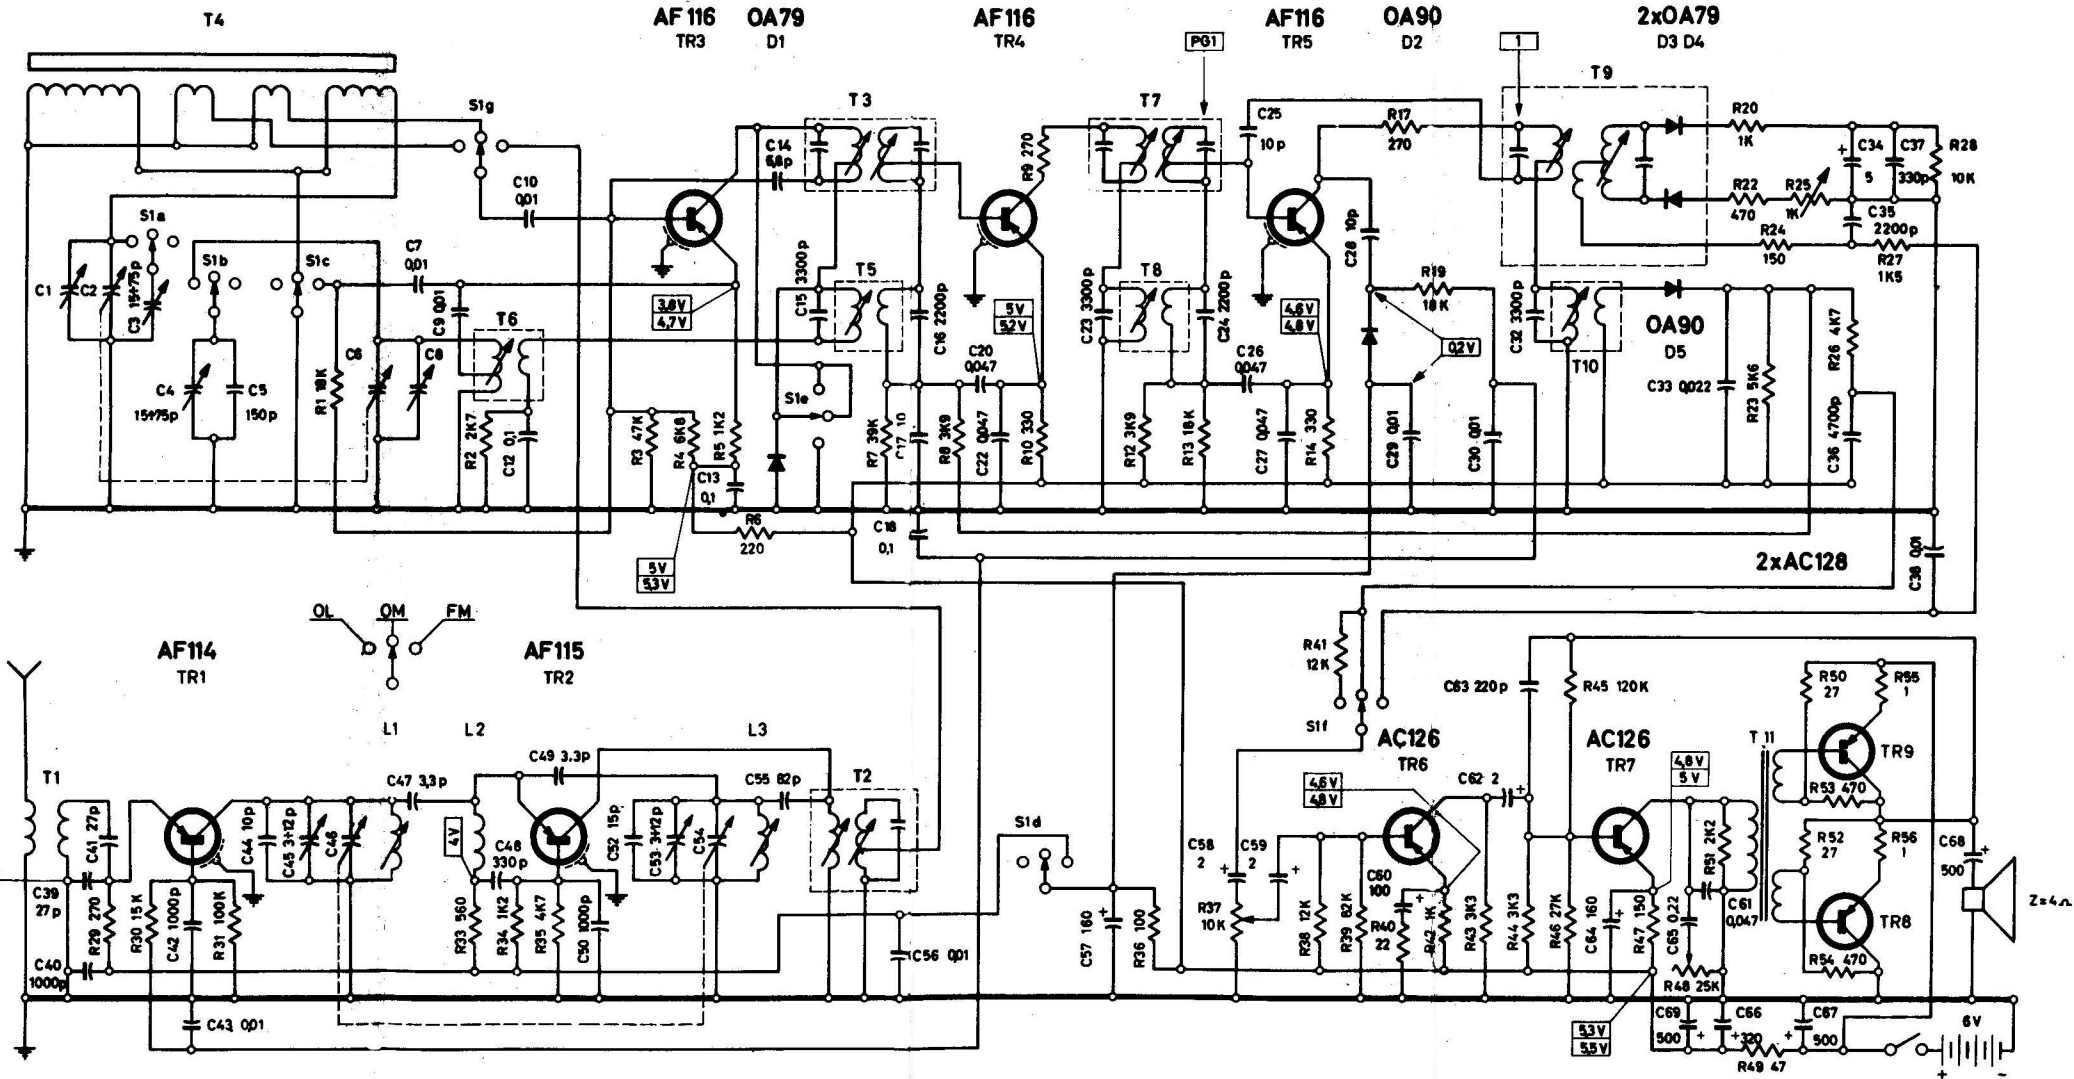 T4
AF116
TR3
OA79
D1
AF116
TR4
PG1
AF116
TR5
OA90
D2
1
2xOA79
D3 D4
T9
S1g
T3
T7
C25
10p
R17
270
R20
1K
C34
5
C37
330p
R28
10K
C14
6,8p
R9 270
C10
0,01
R22
470
R25
1K
C35
2200p
S1a
C28 10p
R24
150
R27
1K5
C7
0,01
S1b
S1c
C1
C2
C3 15÷75p
C9 0,01
T6
3,8V
4,7V
C15 3300p
T5
C16 2200p
5V
5,2V
C23 3300p
T8
C24 2200p
4,6V
4,8V
R19
18K
0,2V
C32 3300p
T10
OA90
D5
R26 4K7
C4
15÷75p
C5
150p
R1 18K
C6
C8
C20
0,047
C26
0,047
C33 0,022
R23 5K6
C36 4700p
R2 2K7
C12 0,1
R3 47K
R4 6K8
R5 1K2
S1e
R7 39K
C17 10
R8 3K9
C22 0,047
R10 330
R12 3K9
R13 18K
C27 0,047
R14 330
C29 0,01
C30 0,01
C13
0,1
R6
220
C18
0,1
5V
5,3V
2xAC128
C38 0,01
OL
OM
FM
AF114
TR1
AF115
TR2
R41
12K
S1f
C63 220p
R45 120K
R50
27
R55
1
L1
L2
L3
AC126
TR6
AC126
TR7
4,8V
5V
T11
TR9
T1
C47 3,3p
C49 3.3p
C55 82p
T2
4,6V
4,8V
C62 2
R53 470
C41 27p
C44 10p
C45 3÷12p
C46
4V
C48
330p
C52 15p
C53 3÷12p
C54
S1d
C58
2
C59
2
R51 2K2
R52
27
R56
1
C68
500
C39
27p
R29 270
R30 15K
C42 1000p
R31 100K
R33 560
R34 1K2
R35 4K7
C50 1000p
C60
100
C61
0,047
Z=4Ω
TR8
C40
1000p
C56 0,01
C57 160
R36 100
R37
10K
R38 12K
R39 82K
R40
22
R42 1K
R43 3K3
R44 3K3
R46 27K
C64 160
R47 150
C65 0,22
R54 470
R48 25K
C43 0,01
5,3V
5,5V
C69
500
C66
320
C67
500
6V
R49 47